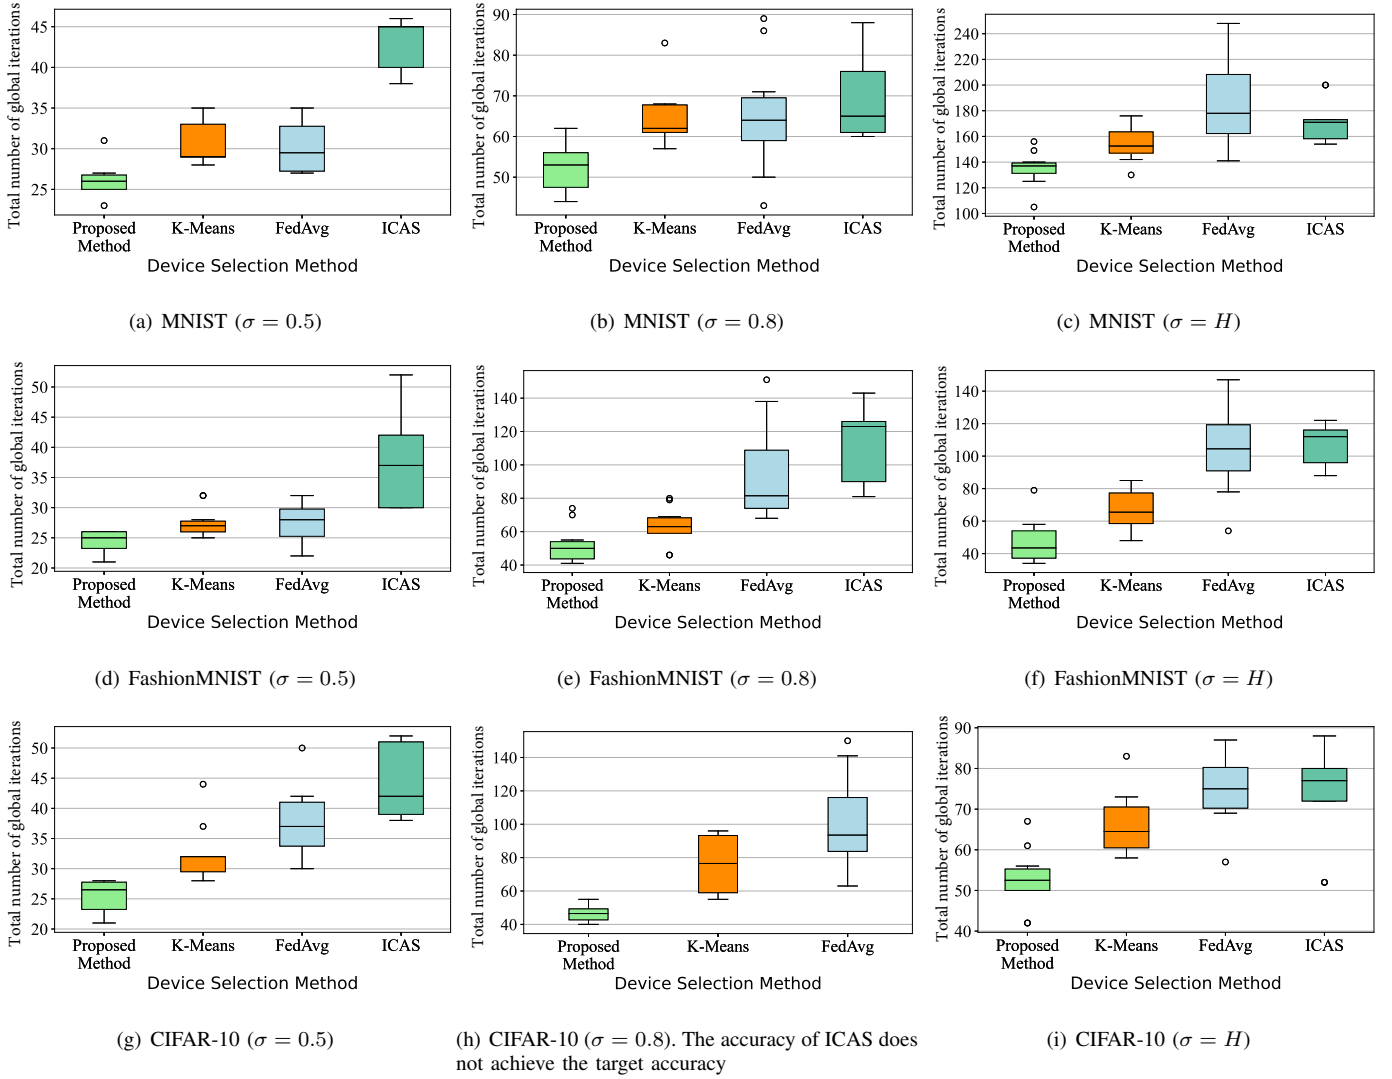 Total number of global iterations
45
40
35
30
25
Proposed Method
K-Means
FedAvg
ICAS
Device Selection Method
(a) MNIST (σ = 0.5)
Total number of global iterations
90
80
70
60
50
Proposed Method
K-Means
FedAvg
ICAS
Device Selection Method
(b) MNIST (σ = 0.8)
Total number of global iterations
240
220
200
180
160
140
120
100
Proposed Method
K-Means
FedAvg
ICAS
Device Selection Method
(c) MNIST (σ = H)
Total number of global iterations
50
45
40
35
30
25
20
Proposed Method
K-Means
FedAvg
ICAS
Device Selection Method
(d) FashionMNIST (σ = 0.5)
Total number of global iterations
140
120
100
80
60
40
Proposed Method
K-Means
FedAvg
ICAS
Device Selection Method
(e) FashionMNIST (σ = 0.8)
Total number of global iterations
140
120
100
80
60
40
Proposed Method
K-Means
FedAvg
ICAS
Device Selection Method
(f) FashionMNIST (σ = H)
Total number of global iterations
50
45
40
35
30
25
20
Proposed Method
K-Means
FedAvg
ICAS
Device Selection Method
(g) CIFAR-10 (σ = 0.5)
Total number of global iterations
140
120
100
80
60
40
Proposed Method
K-Means
FedAvg
Device Selection Method
(h) CIFAR-10 (σ = 0.8). The accuracy of ICAS does
not achieve the target accuracy
Total number of global iterations
90
80
70
60
50
40
Proposed Method
K-Means
FedAvg
ICAS
Device Selection Method
(i) CIFAR-10 (σ = H)